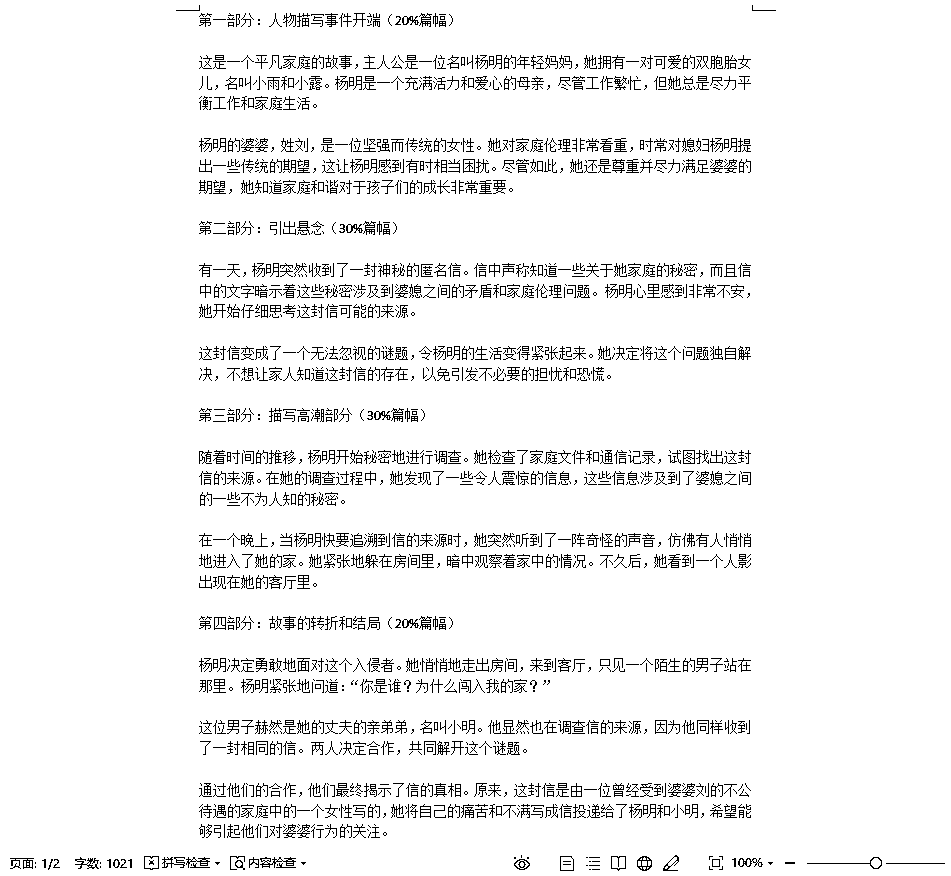 第一部分：人物描写事件开端（20%篇幅）
这是一个平凡家庭的故事，主人公是一位名叫杨明的年轻妈妈，她拥有一对可爱的双胞胎女
儿，名叫小雨和小露。杨明是一个充满活力和爱心的母亲，尽管工作繁忙，但她总是尽力平
衡工作和家庭生活。
杨明的婆婆，姓刘，是一位坚强而传统的女性。她对家庭伦理非常看重，时常对媳妇杨明提
出一些传统的期望，这让杨明感到有时相当困扰。尽管如此，她还是尊重并尽力满足婆婆的
期望，她知道家庭和谐对于孩子们的成长非常重要。
第二部分：引出悬念（30%篇幅）
有一天，杨明突然收到了一封神秘的匿名信。信中声称知道一些关于她家庭的秘密，而且信
中的文字暗示着这些秘密涉及到婆媳之间的矛盾和家庭伦理问题。杨明心里感到非常不安，
她开始仔细思考这封信可能的来源。
这封信变成了一个无法忽视的谜题，令杨明的生活变得紧张起来。她决定将这个问题独自解
决，不想让家人知道这封信的存在，以免引发不必要的担忧和恐慌。
第三部分：描写高潮部分（30%篇幅）
随着时间的推移，杨明开始秘密地进行调查。她检查了家庭文件和通信记录，试图找出这封
信的来源。在她的调查过程中，她发现了一些令人震惊的信息，这些信息涉及到了婆媳之间
的一些不为人知的秘密。
在一个晚上，当杨明快要追溯到信的来源时，她突然听到了一阵奇怪的声音，仿佛有人悄悄
地进入了她的家。她紧张地躲在房间里，暗中观察着家中的情况。不久后，她看到一个人影
出现在她的客厅里。
第四部分：故事的转折和结局（20%篇幅）
杨明决定勇敢地面对这个入侵者。她悄悄地走出房间，来到客厅，只见一个陌生的男子站在
那里。杨明紧张地问道：“你是谁？为什么闯入我的家？”
这位男子赫然是她的丈夫的亲弟弟，名叫小明。他显然也在调查信的来源，因为他同样收到
了一封相同的信。两人决定合作，共同解开这个谜题。
通过他们的合作，他们最终揭示了信的真相。原来，这封信是由一位曾经受到婆婆刘的不公
待遇的家庭中的一个女性写的，她将自己的痛苦和不满写成信投递给了杨明和小明，希望能
够引起他们对婆婆行为的关注。
页面: 1/2 字数: 1021 拼写检查 内容检查 100%